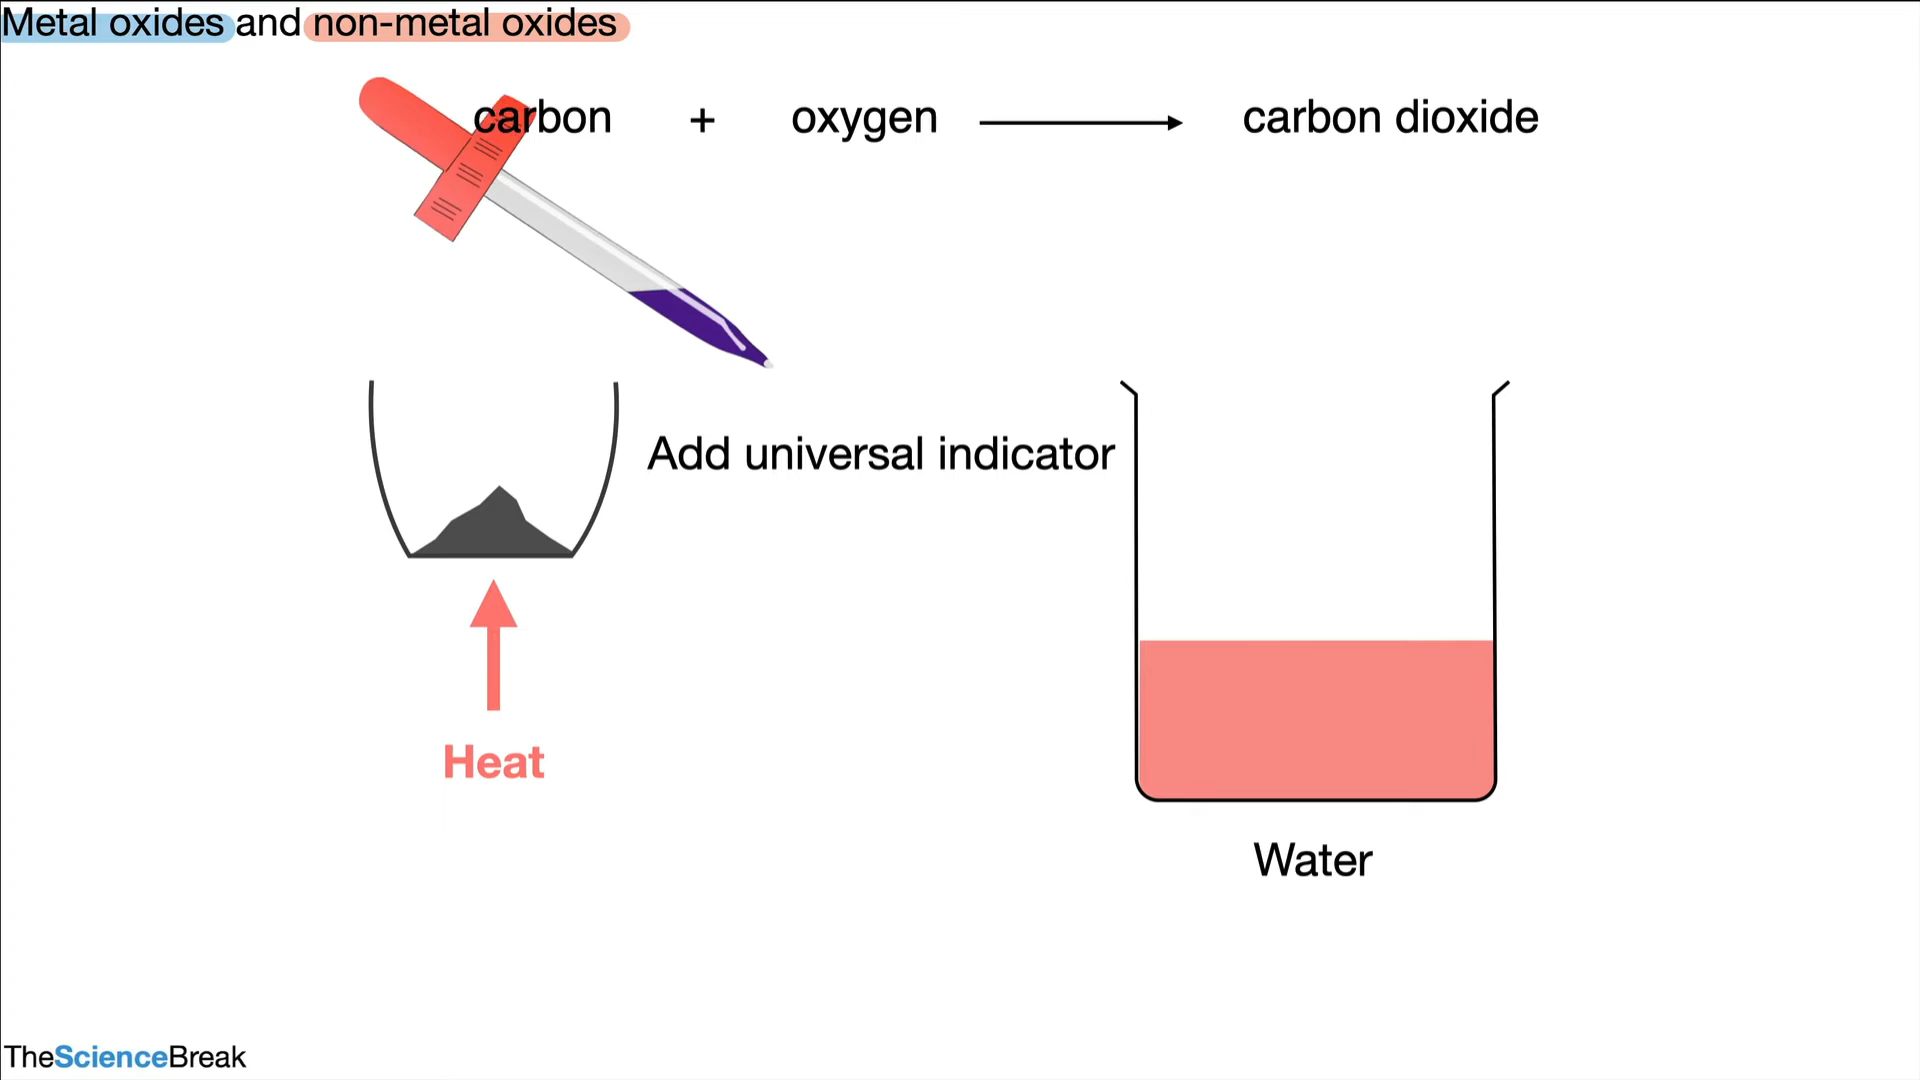 Metal oxides and non-metal oxides
carbon + oxygen carbon dioxide
Add universal indicator
Heat
Water
TheScienceBreak